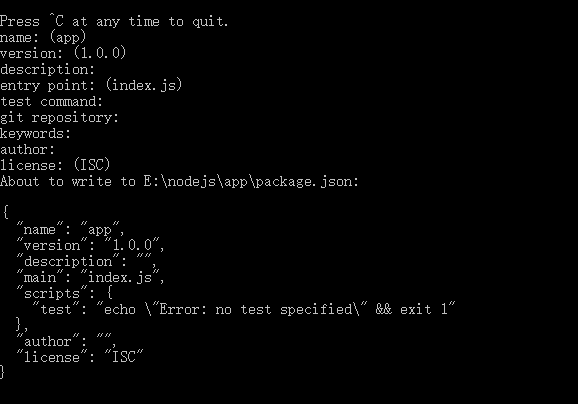 Press ^C at any time to quit.
name: (app)
version: (1.0.0)
description:
entry point: (index.js)
test command:
git repository:
keywords:
author:
license: (ISC)
About to write to E:\nodejs\app\package.json:

{
  "name": "app",
  "version": "1.0.0",
  "description": "",
  "main": "index.js",
  "scripts": {
    "test": "echo \"Error: no test specified\" && exit 1"
  },
  "author": "",
  "license": "ISC"
}